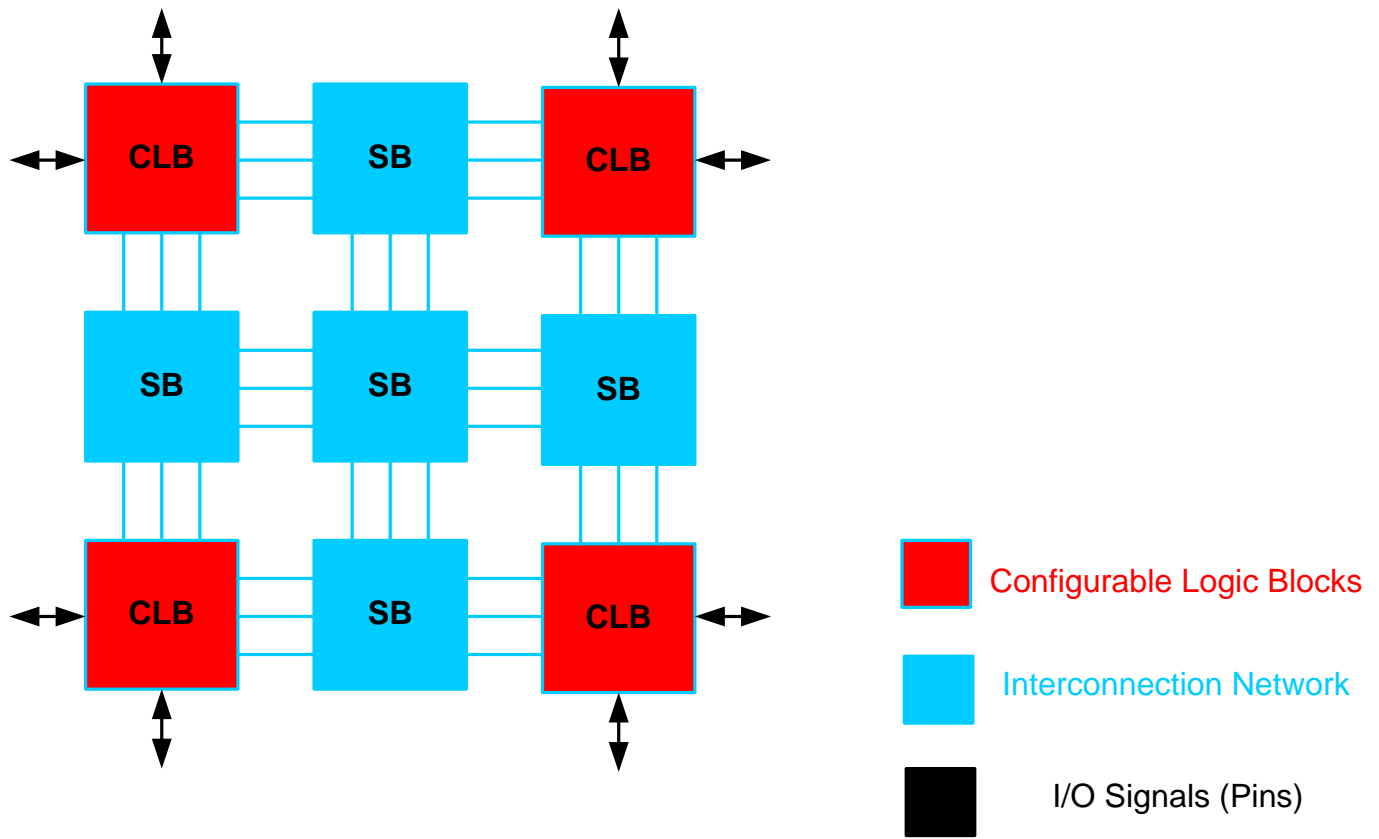 CLB
SB
CLB
SB
SB
SB
CLB
SB
CLB
Configurable Logic Blocks
Interconnection Network
I/O Signals (Pins)